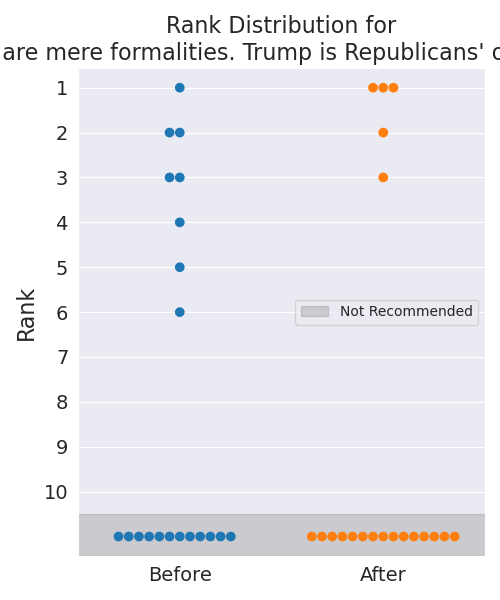 Rank Distribution for
are mere formalities. Trump is Republicans'
1
2
3
4
5
6
7
8
9
10
Rank
Not Recommended
Before
After